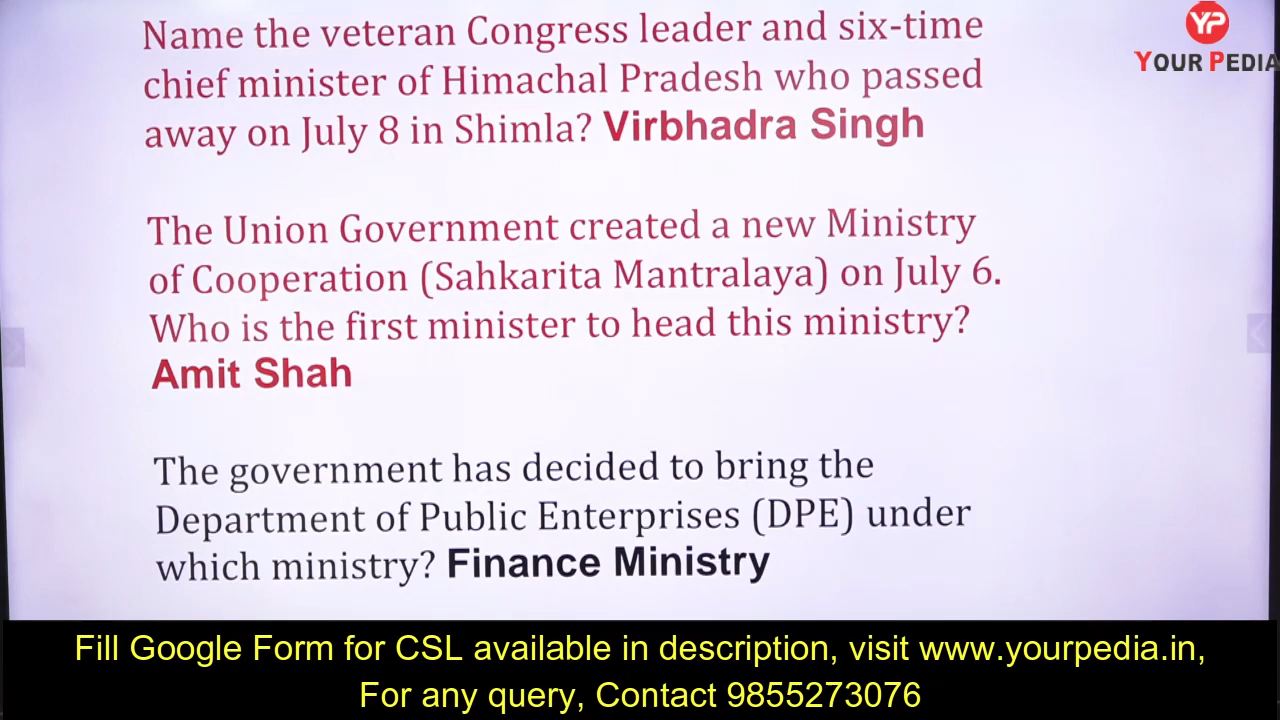 Name the veteran Congress leader and six-time
chief minister of Himachal Pradesh who passed
away on July 8 in Shimla? Virbhadra Singh
The Union Government created a new Ministry
of Cooperation (Sahkarita Mantralaya) on July 6.
Who is the first minister to head this ministry?
Amit Shah
The government has decided to bring the
Department of Public Enterprises (DPE) under
which ministry? Finance Ministry
YP
YOUR PEDIA
Fill Google Form for CSL available in description, visit www.yourpedia.in,
For any query, Contact 9855273076